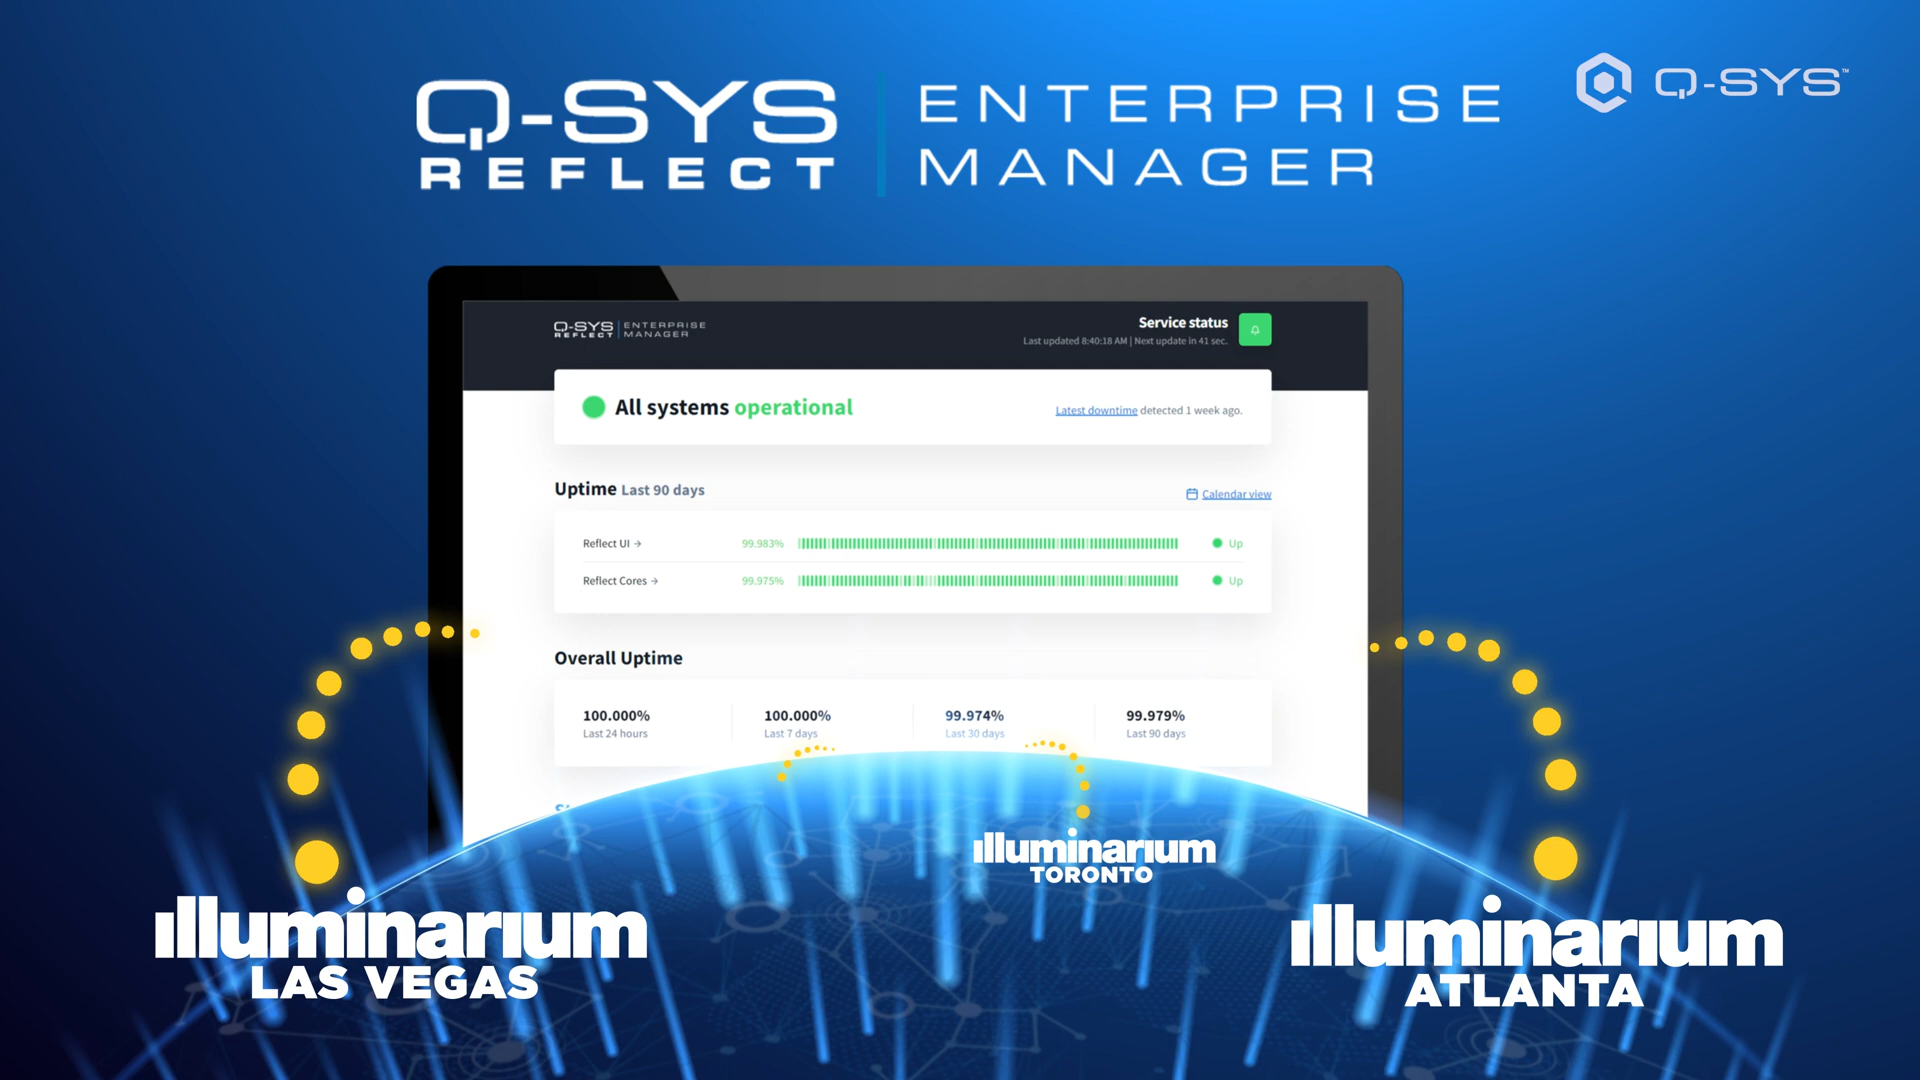 Q-SYS
REFLECT
ENTERPRISE
MANAGER
Q-SYS™
Q-SYS
REFLECT
ENTERPRISE
MANAGER
Service status
Last updated 8:40:18 AM | Next update in 41 sec.
All systems operational
Latest downtime detected 1 week ago.
Uptime Last 90 days
Calendar view
Reflect UI → 99.983% Up
Reflect Cores → 99.975% Up
Overall Uptime
100.000% 100.000% 99.974% 99.979%
Last 24 hours Last 7 days Last 30 days Last 90 days
illuminarium
TORONTO
illuminarium
LAS VEGAS
illuminarium
ATLANTA